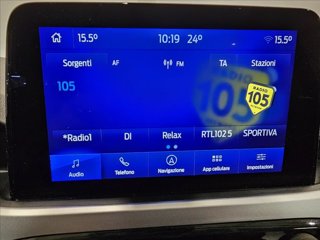 15.5° 10:19 24° 15.5°
Sorgenti AF FM TA Stazioni
105
105
RADIO
105
*Radio1 DI Relax RTL102 5 SPORTIVA
Audio Telefono Navigazione App cellulare Impostazioni